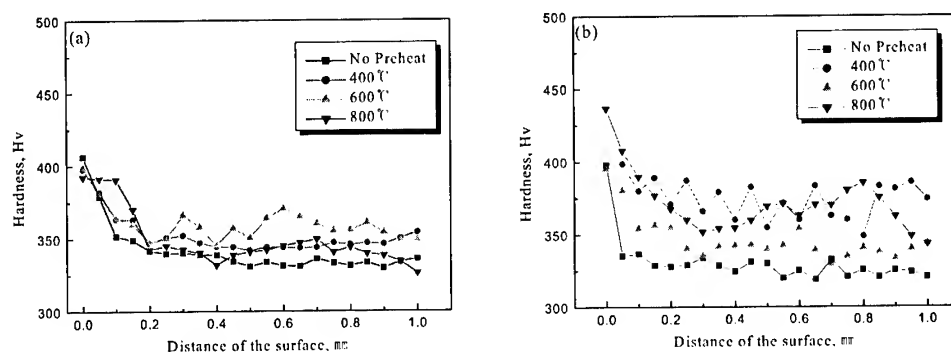 (a)
500
450
400
350
300
Hardness, Hv
No Preheat
400℃
600℃
800℃
0.0 0.2 0.4 0.6 0.8 1.0
Distance of the surface, ㎜
(b)
500
450
400
350
300
Hardness, Hv
No Preheat
400℃
600℃
800℃
0.0 0.2 0.4 0.6 0.8 1.0
Distance of the surface, ㎜